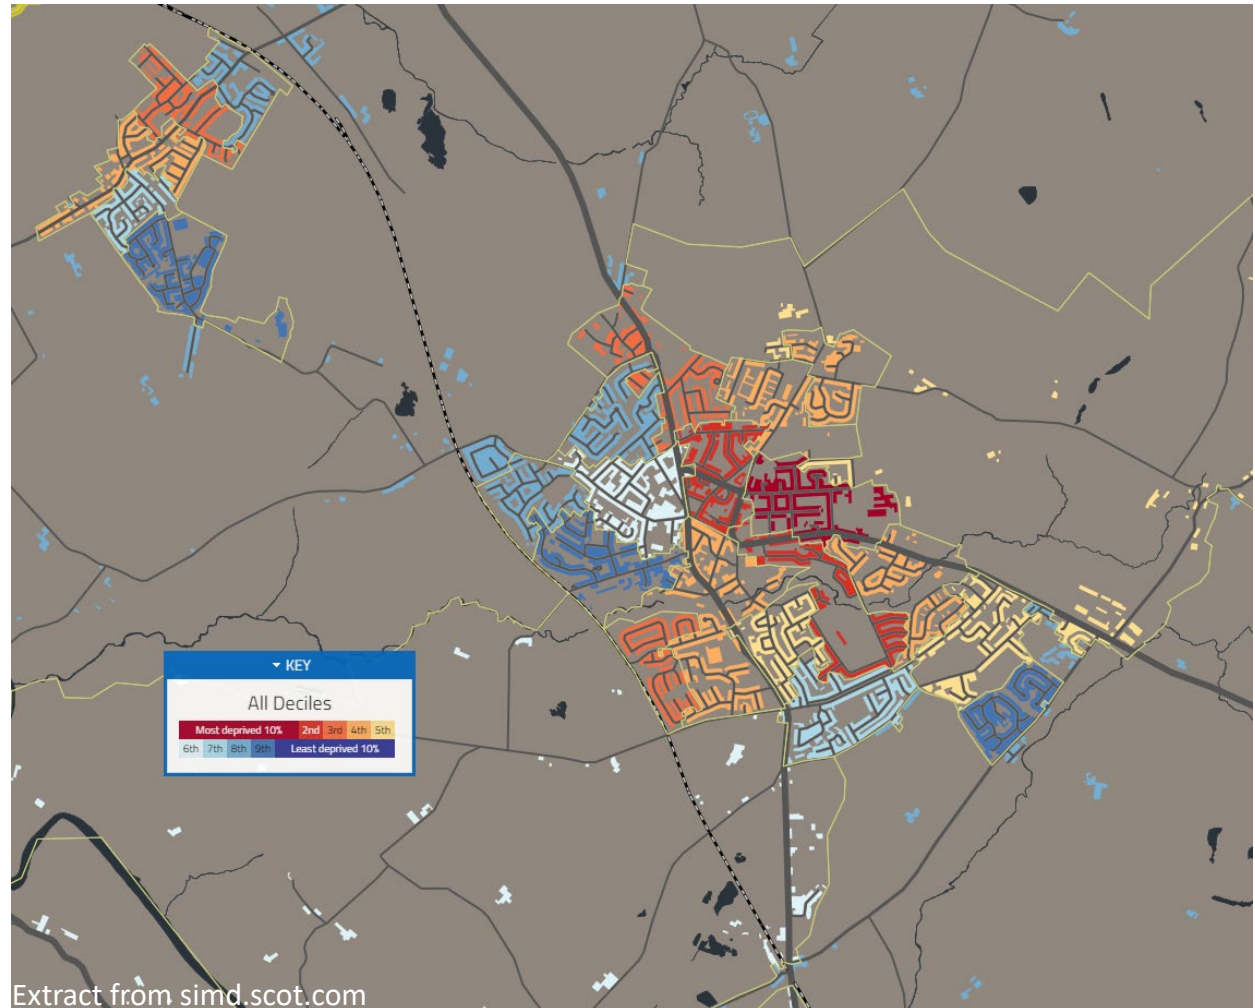 KEY
All Deciles
Most deprived 10% 2nd 3rd 4th 5th
6th 7th 8th 9th Least deprived 10%
Extract from simd.scot.com